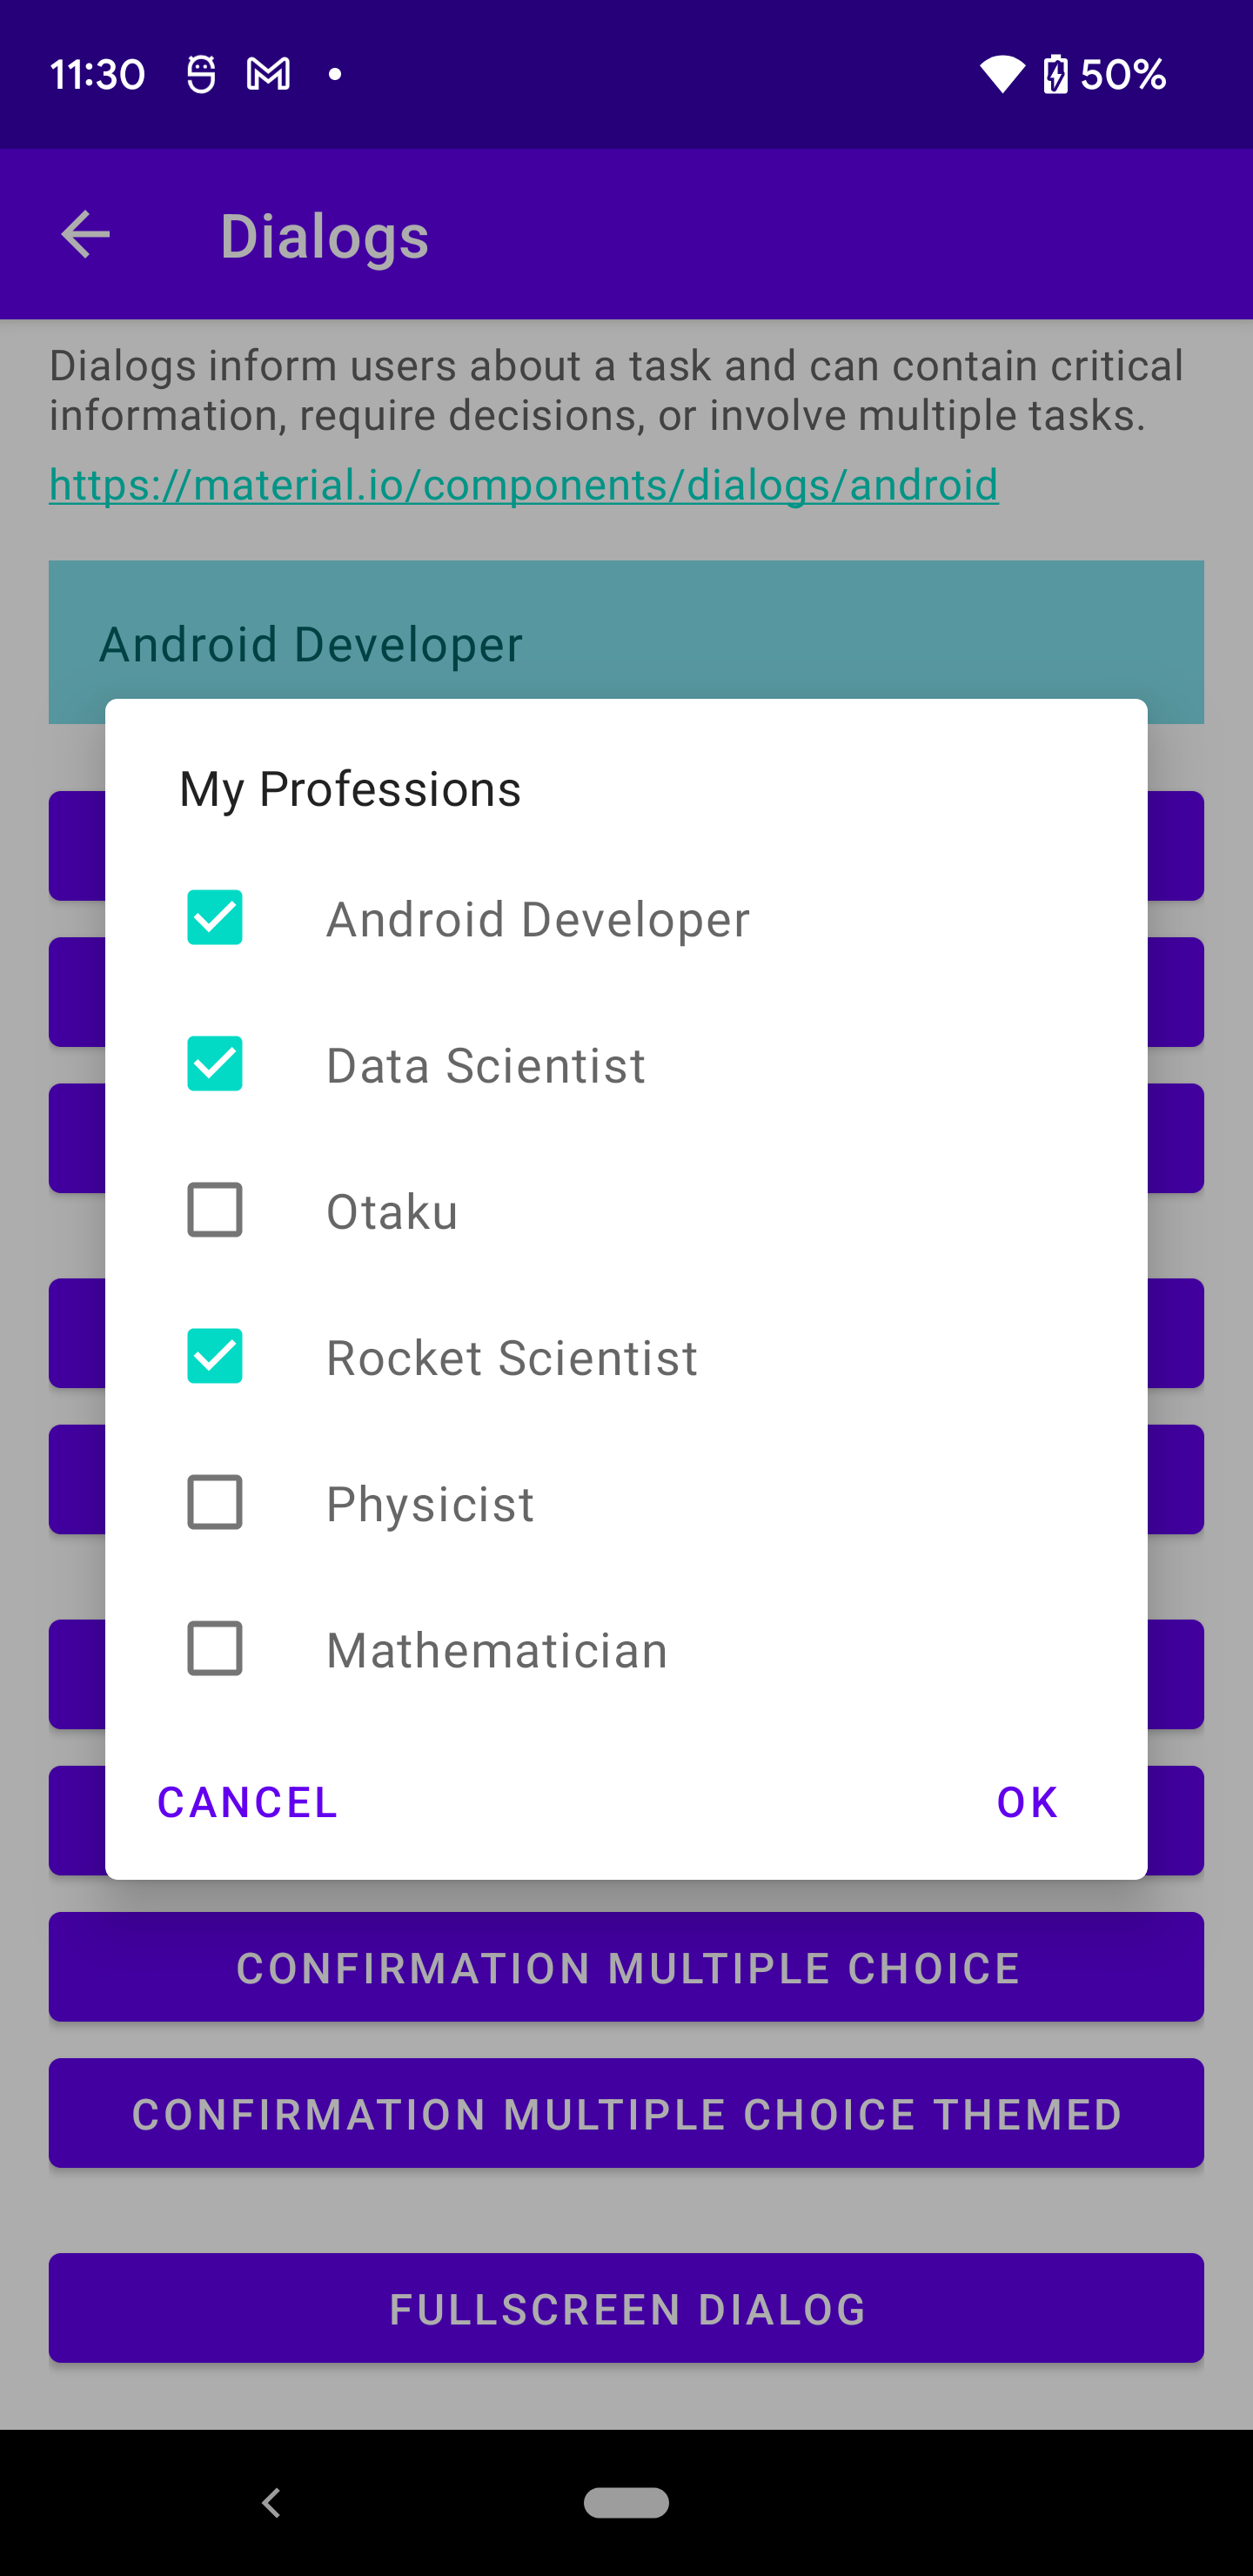 11:30
50%
Dialogs
Dialogs inform users about a task and can contain critical
information, require decisions, or involve multiple tasks.
https://material.io/components/dialogs/android
Android Developer
My Professions
Android Developer
Data Scientist
Otaku
Rocket Scientist
Physicist
Mathematician
CANCEL
OK
CONFIRMATION MULTIPLE CHOICE
CONFIRMATION MULTIPLE CHOICE THEMED
FULLSCREEN DIALOG